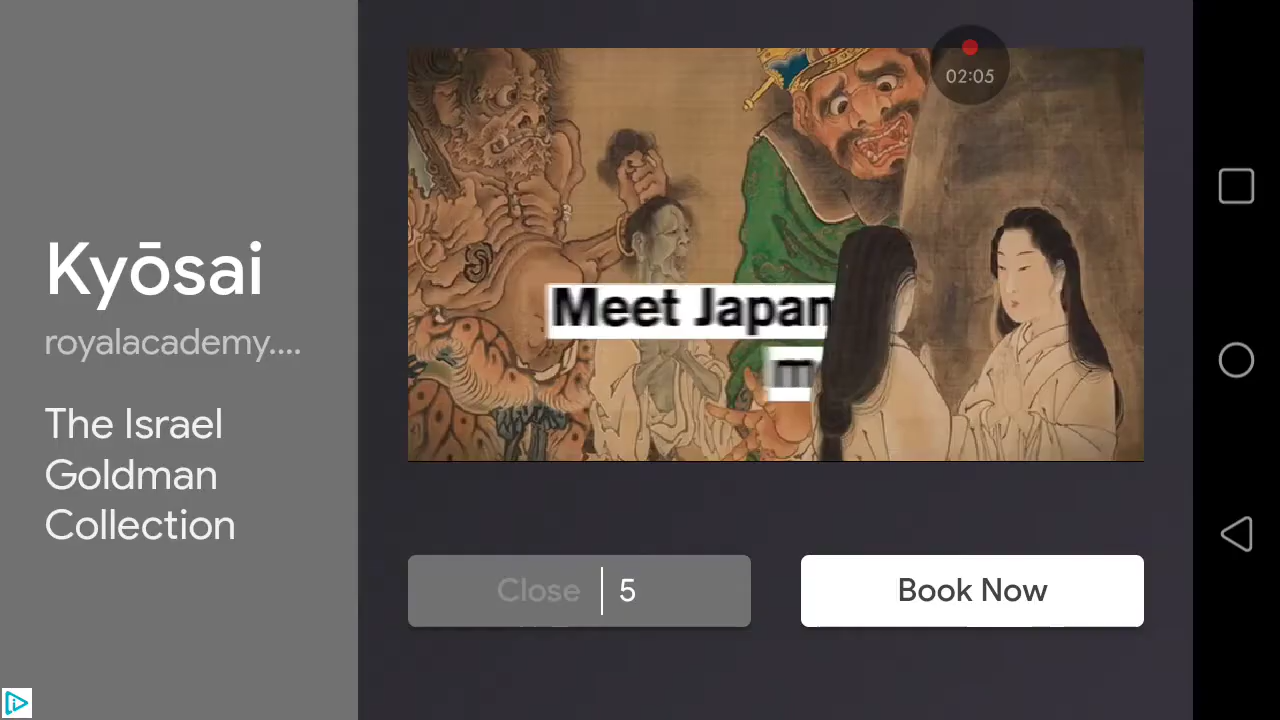 Kyōsai
royalacademy....
The Israel
Goldman
Collection
02:05
Meet Japan
m
Close
5
Book Now